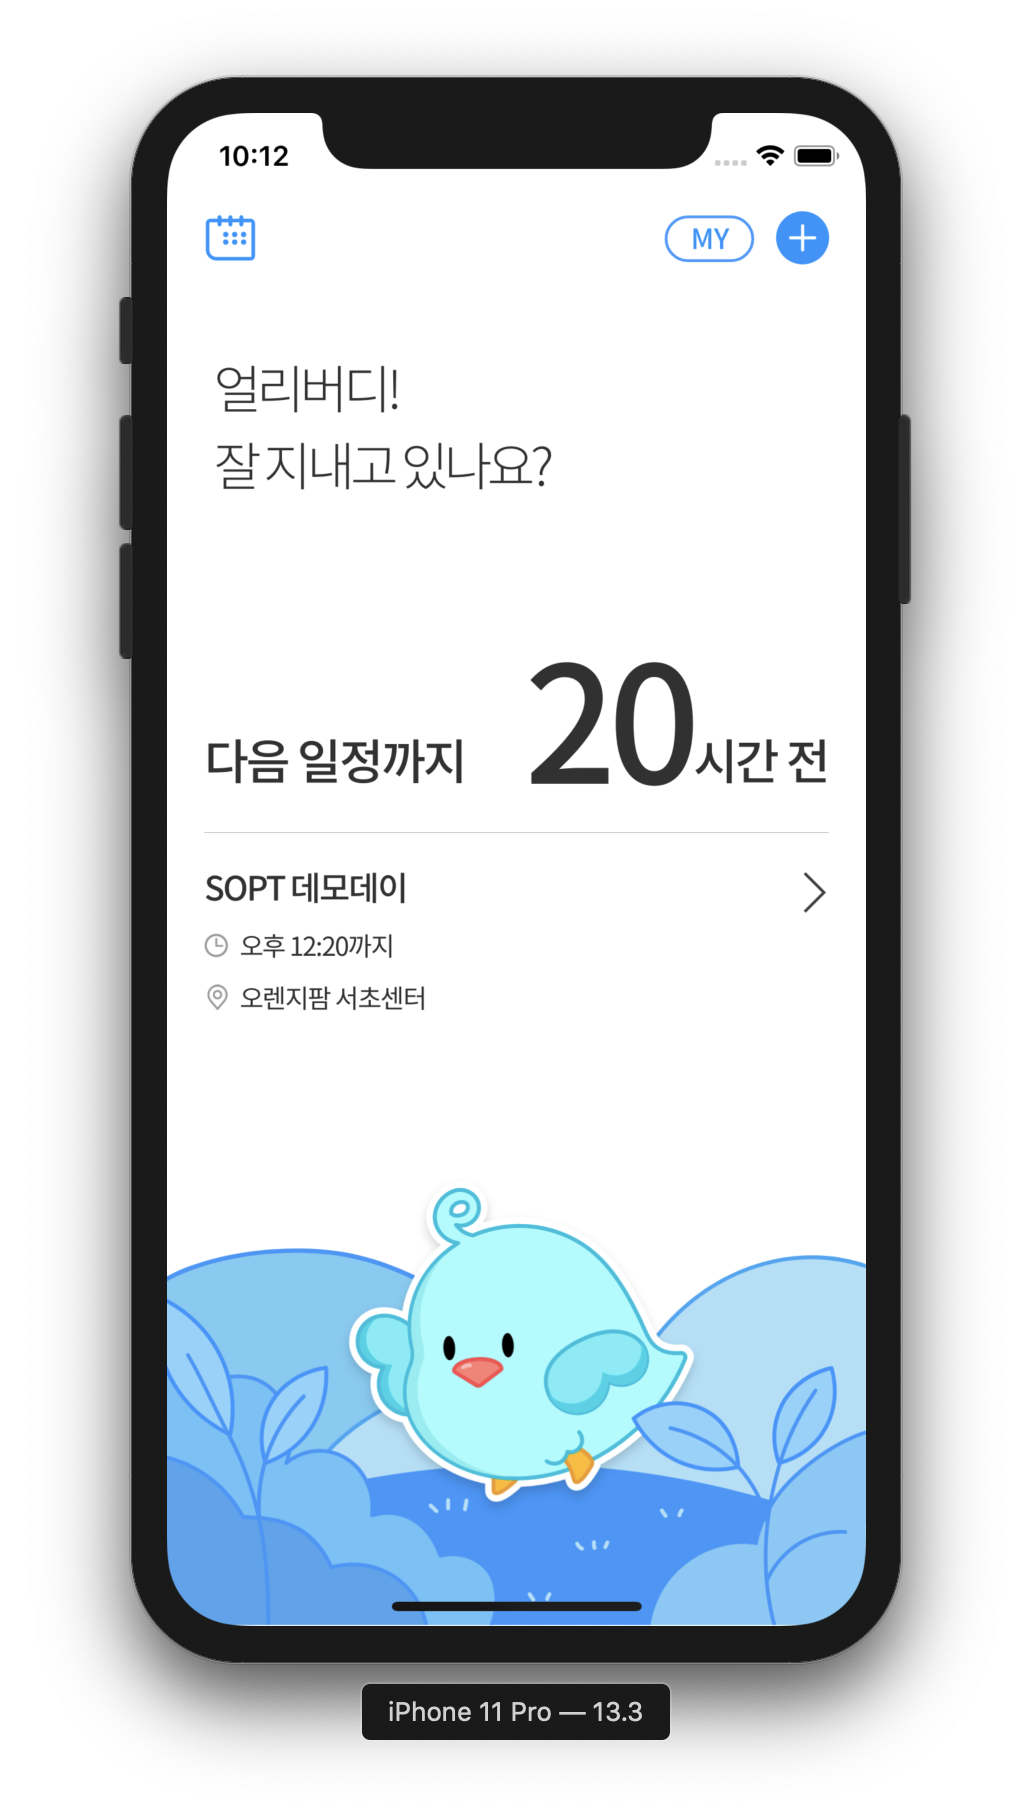 10:12
MY
얼리버디!
잘 지내고 있나요?
다음 일정까지 20시간 전
SOPT 데모데이
오후 12:20까지
오렌지팜 서초센터
iPhone 11 Pro — 13.3